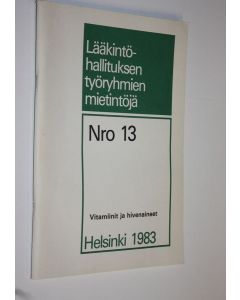 Lääkintö-
hallituksen
työryhmien
mietintöjä
Nro 13
Vitamiinit ja hivenaineet
Helsinki 1983